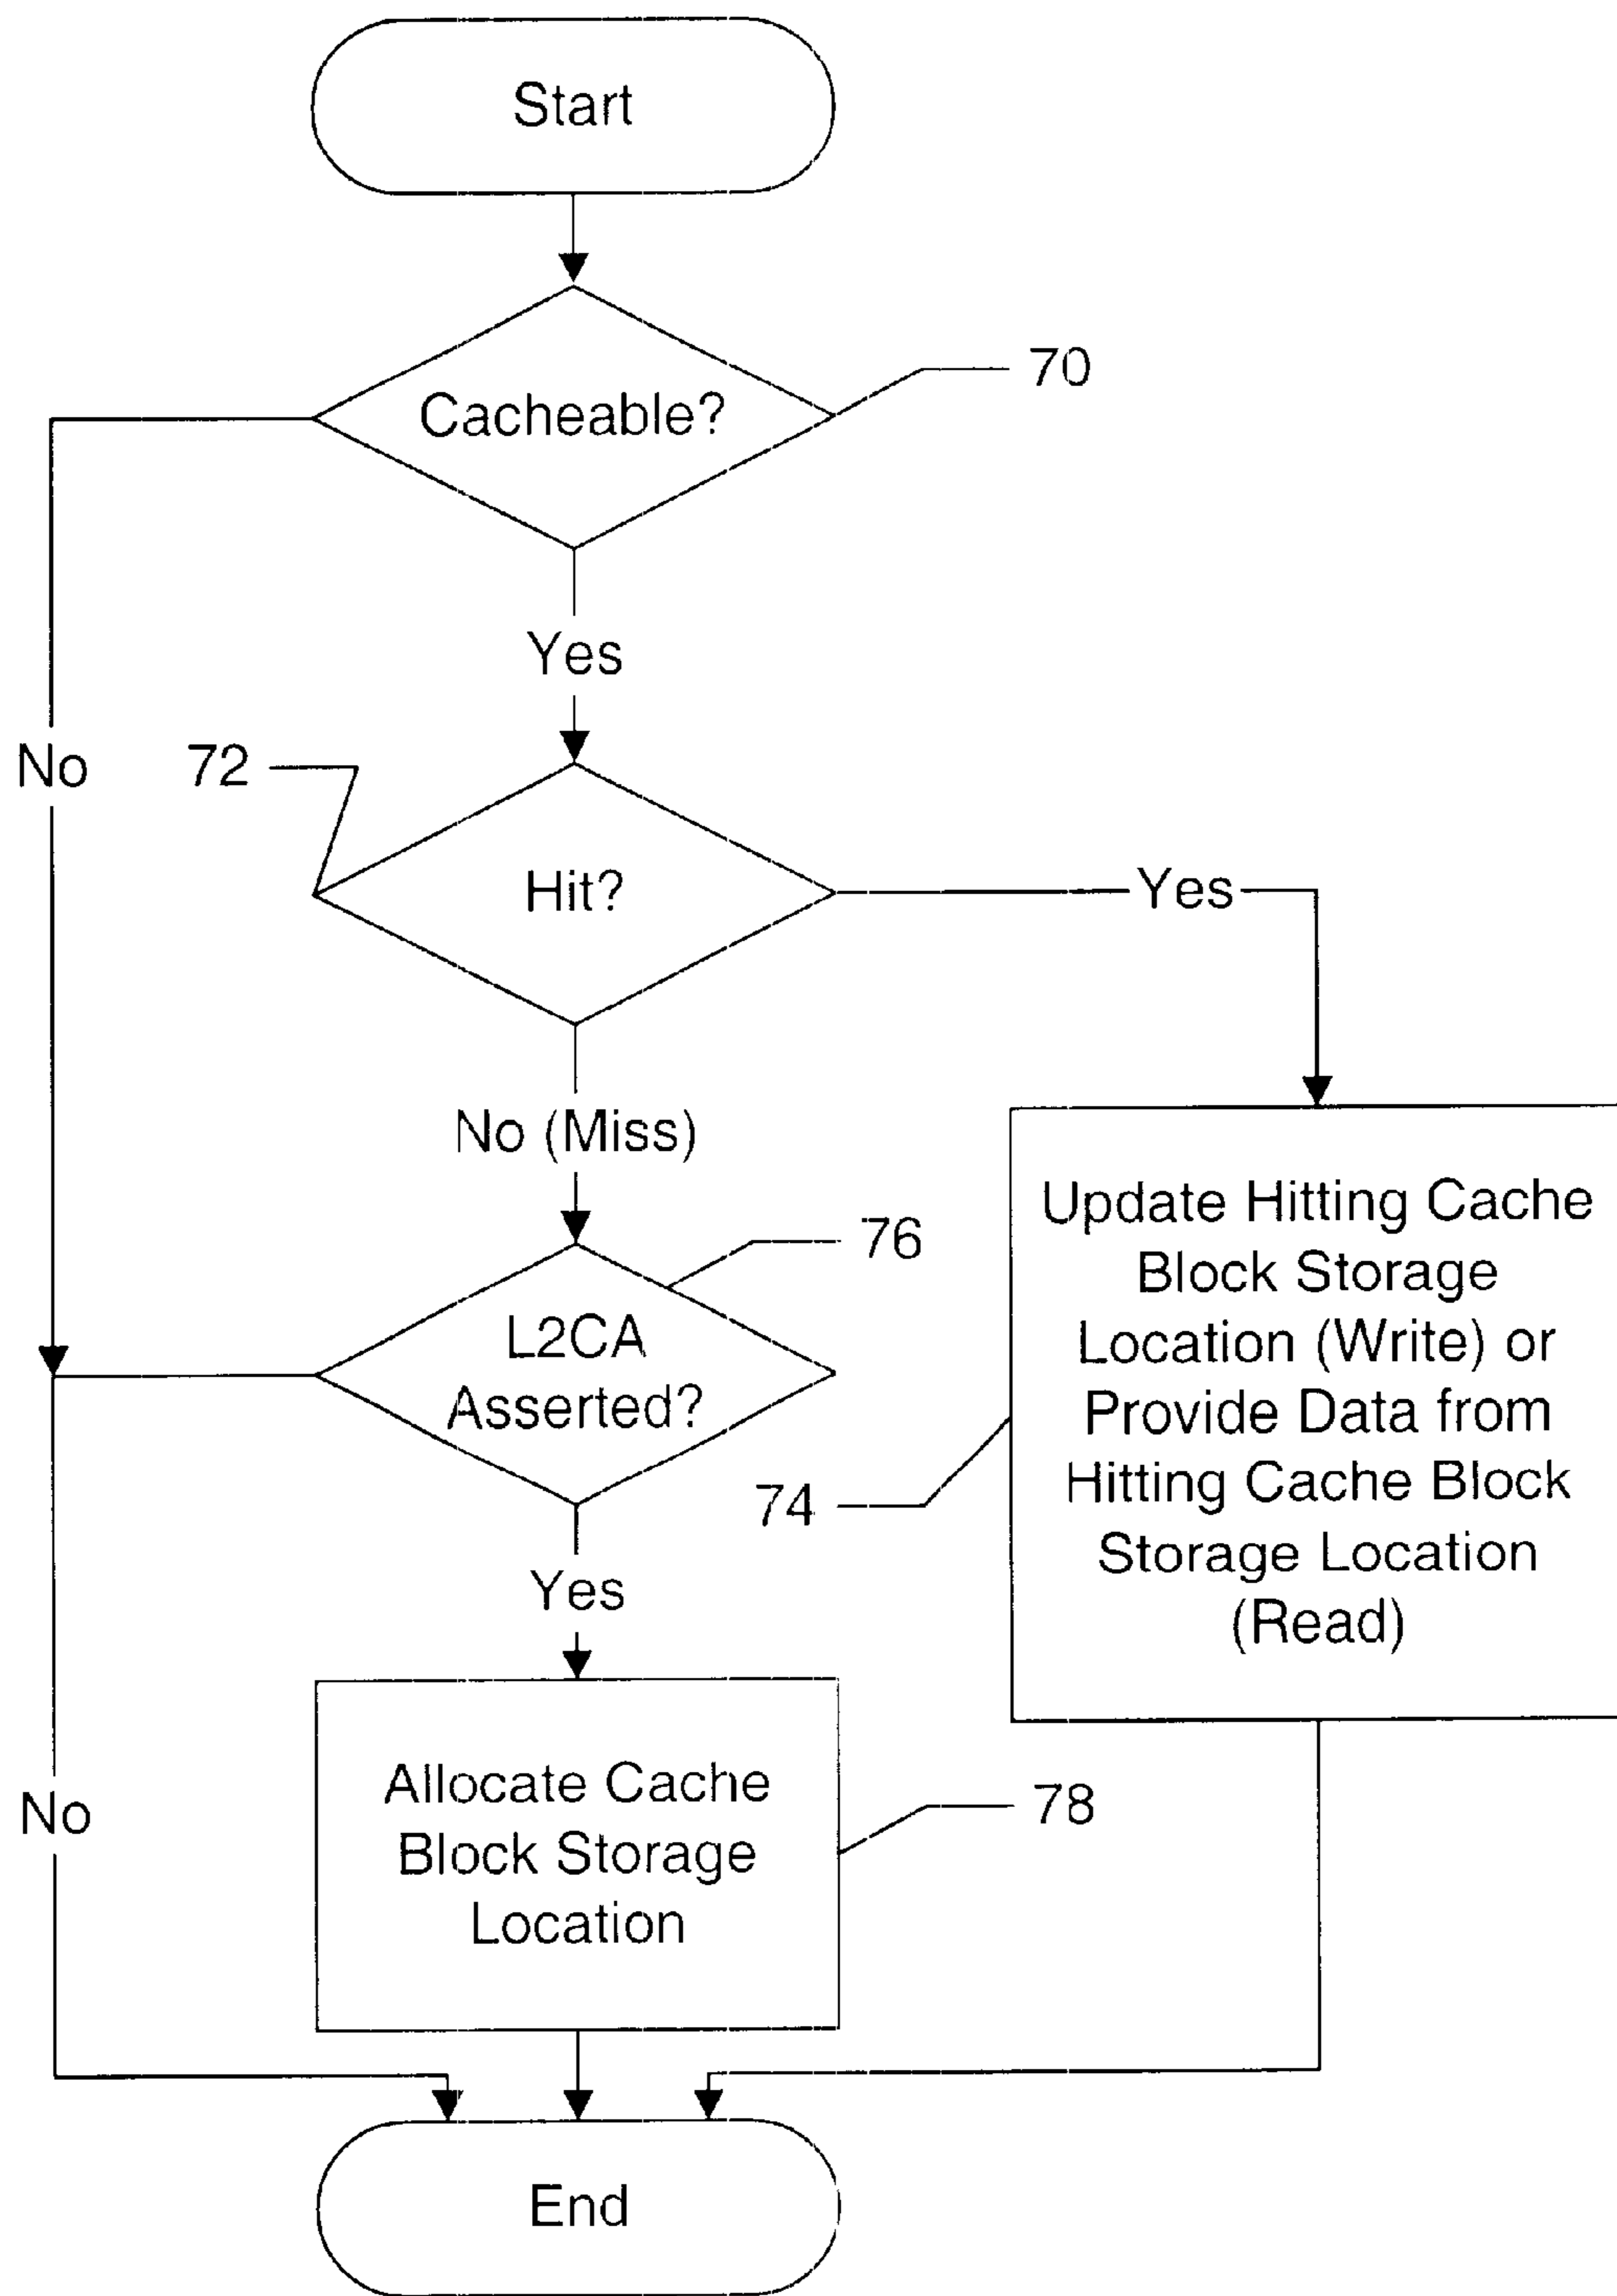 Start
Cacheable?
70
Yes
No
72
Hit?
Yes
No (Miss)
76
L2CA
Asserted?
Update Hitting Cache
Block Storage
Location (Write) or
Provide Data from
Hitting Cache Block
Storage Location
(Read)
74
Yes
Allocate Cache
Block Storage
Location
78
No
End